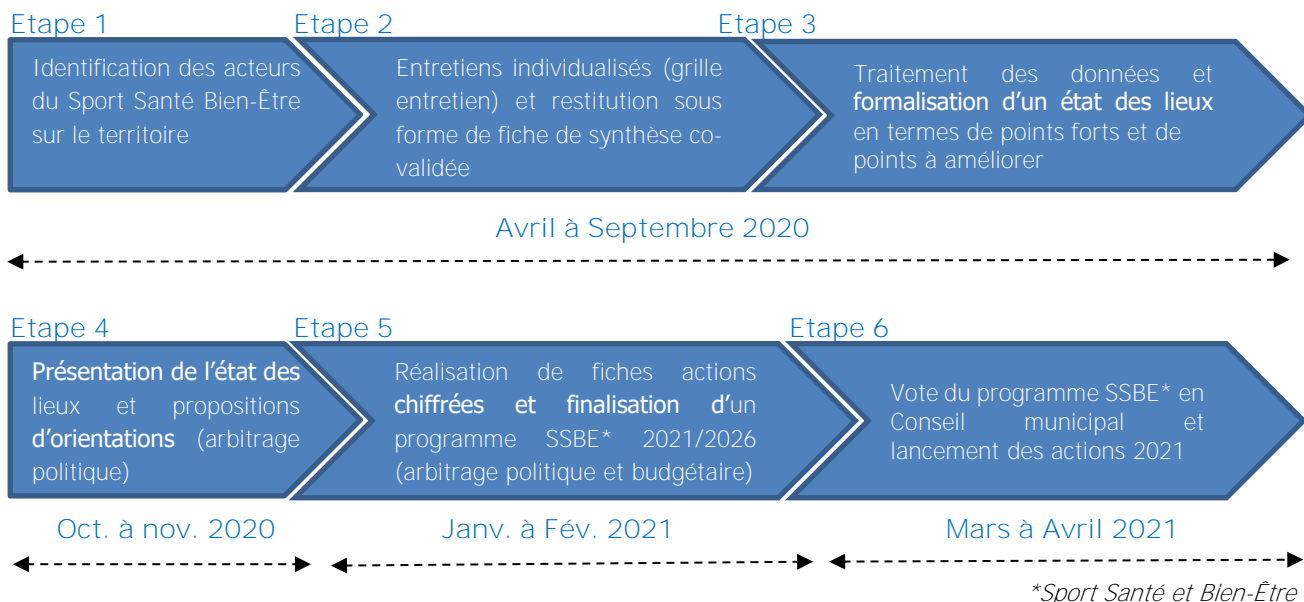 Etape 1
Identification des acteurs
du Sport Santé Bien-Être
sur le territoire
Etape 2
Entretiens individualisés (grille
entretien) et restitution sous
forme de fiche de synthèse co-
validée
Etape 3
Traitement des données et
formalisation d'un état des lieux
en termes de points forts et de
points à améliorer
Avril à Septembre 2020
Etape 4
Présentation de l'état des
lieux et propositions
d'orientations (arbitrage
politique)
Etape 5
Réalisation de fiches actions
chiffrées et finalisation d'un
programme SSBE* 2021/2026
(arbitrage politique et budgétaire)
Etape 6
Vote du programme SSBE* en
Conseil municipal et
lancement des actions 2021
Oct. à nov. 2020
Janv. à Fév. 2021
Mars à Avril 2021
*Sport Santé et Bien-Être